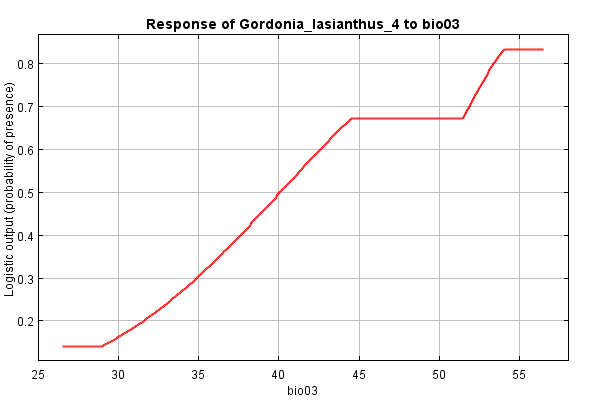 Response of Gordonia_lasianthus_4 to bio03
Logistic output (probability of presence)
0.8
0.7
0.6
0.5
0.4
0.3
0.2
25 30 35 40 45 50 55
bio03